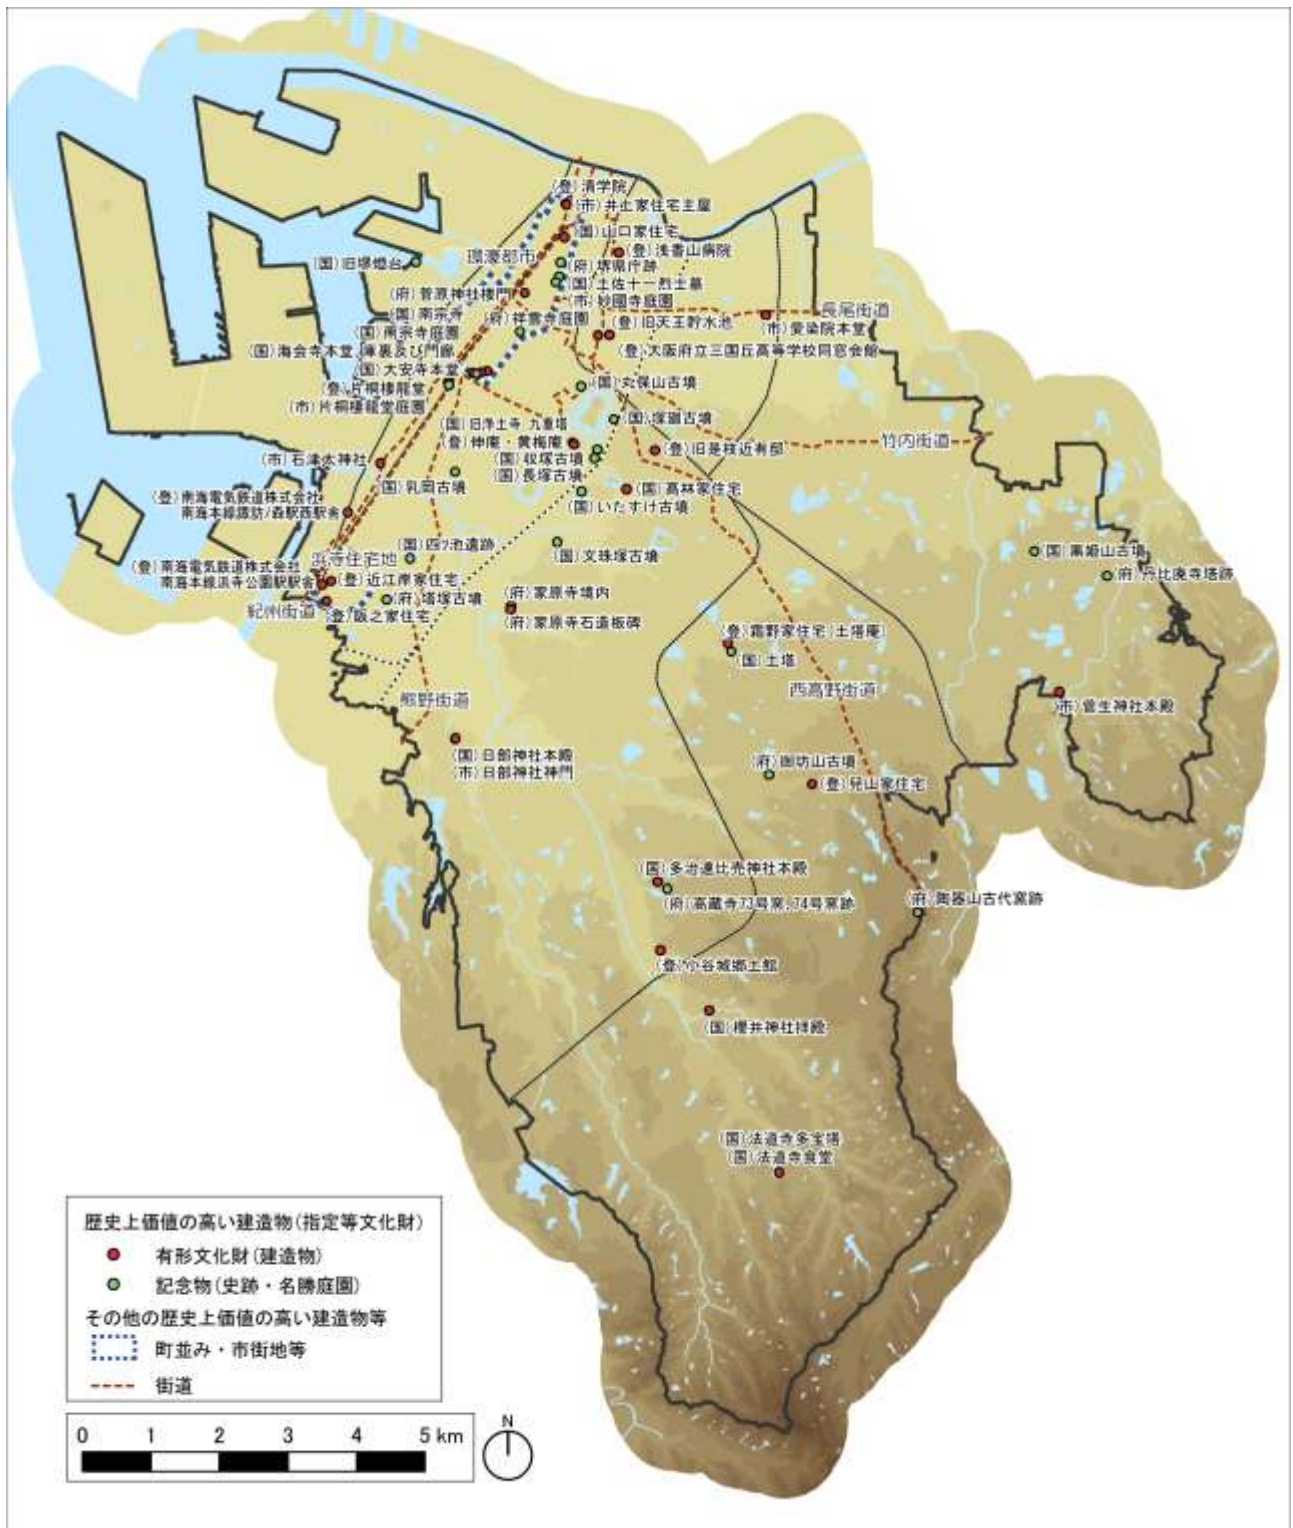 (登)清学院
(市)井上家住宅主屋
(国)山口家住宅
(登)浅香山病院
環濠都市
(国)旧堺燈台
(府)堺県庁跡
(国)土佐十一烈士墓
(府)菅原神社楼門
(市)妙國寺庭園
(国)南宗寺
(府)祥雲寺庭園
長尾街道
(国)南宗寺庭園
(登)旧天王貯水池
(市)愛染院本堂
(国)海会寺本堂、庫裏及び門廊
(登)大阪府立三国丘高等学校同窓会館
(国)大安寺本堂
(登)片桐棲龍堂
(国)丸保山古墳
(市)片桐棲龍堂庭園
(国)旧浄土寺 九重塔
(国)塚廻古墳
(登)伸庵・黄梅庵
(登)旧是枝近有邸
竹内街道
(市)石津太神社
(国)収塚古墳
(国)長塚古墳
(国)乳岡古墳
(国)髙林家住宅
(登)南海電気鉄道株式会社
南海本線諏訪ノ森駅西駅舎
(国)いたすけ古墳
(国)四ツ池遺跡
(国)文珠塚古墳
(国)黒姫山古墳
浜寺住宅地
(登)南海電気鉄道株式会社
南海本線浜寺公園駅駅舎
(登)近江岸家住宅
(府)丹比廃寺塔跡
(府)塔塚古墳
(府)家原寺境内
紀州街道
(登)阪之家住宅
(府)家原寺石造板碑
(登)霜野家住宅(土塔庵)
(国)土塔
西高野街道
熊野街道
(市)菅生神社本殿
(国)日部神社本殿
(市)日部神社神門
(府)御坊山古墳
(登)兒山家住宅
(国)多治速比売神社本殿
(府)高蔵寺73号窯、74号窯跡
(府)陶器山古代窯跡
(登)小谷城郷土館
(国)櫻井神社拝殿
(国)法道寺多宝塔
(国)法道寺食堂
歴史上価値の高い建造物(指定等文化財)
有形文化財(建造物)
記念物(史跡・名勝庭園)
その他の歴史上価値の高い建造物等
町並み・市街地等
街道
0 1 2 3 4 5 km
N